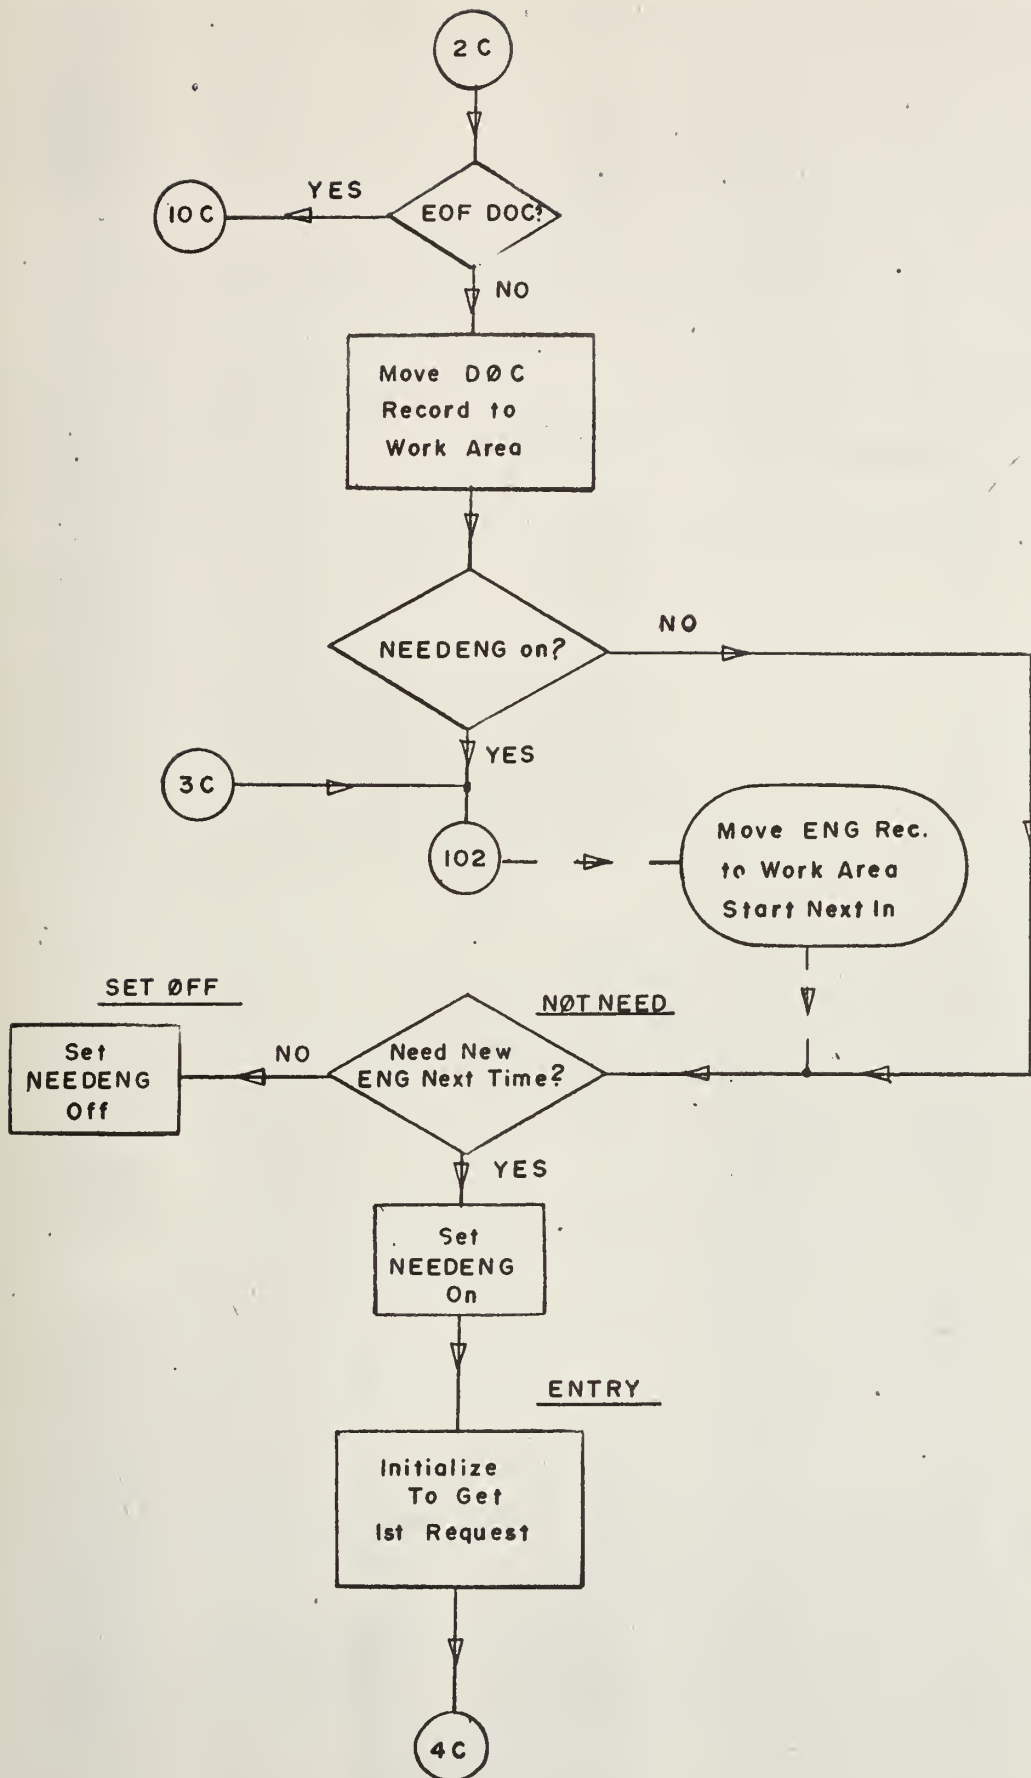 2C
YES
10C
EOF DOC?
NO
Move DØC
Record to
Work Area
NO
NEEDENG on?
YES
3C
102
Move ENG Rec.
to Work Area
Start Next In
SET ØFF
NØT NEED
Set
NEEDENG
Off
NO
Need New
ENG Next Time?
YES
Set
NEEDENG
On
ENTRY
Initialize
To Get
1st Request
4C